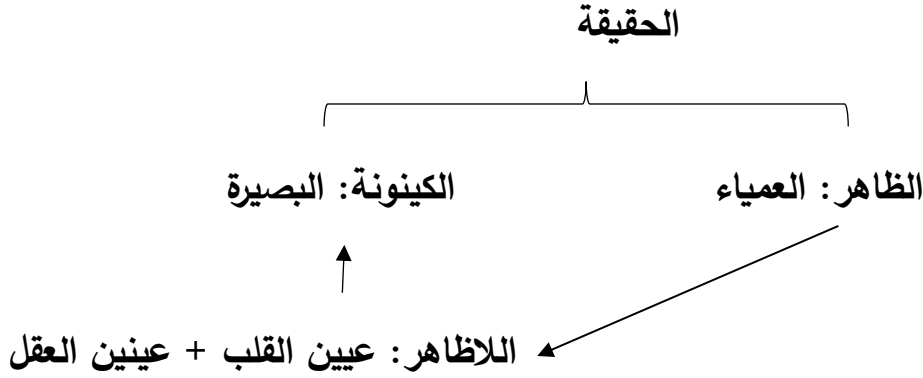 الحقيقة
الظاهر: العمياء
الكينونة: البصيرة
اللاظاهر: عيين القلب + عينين العقل